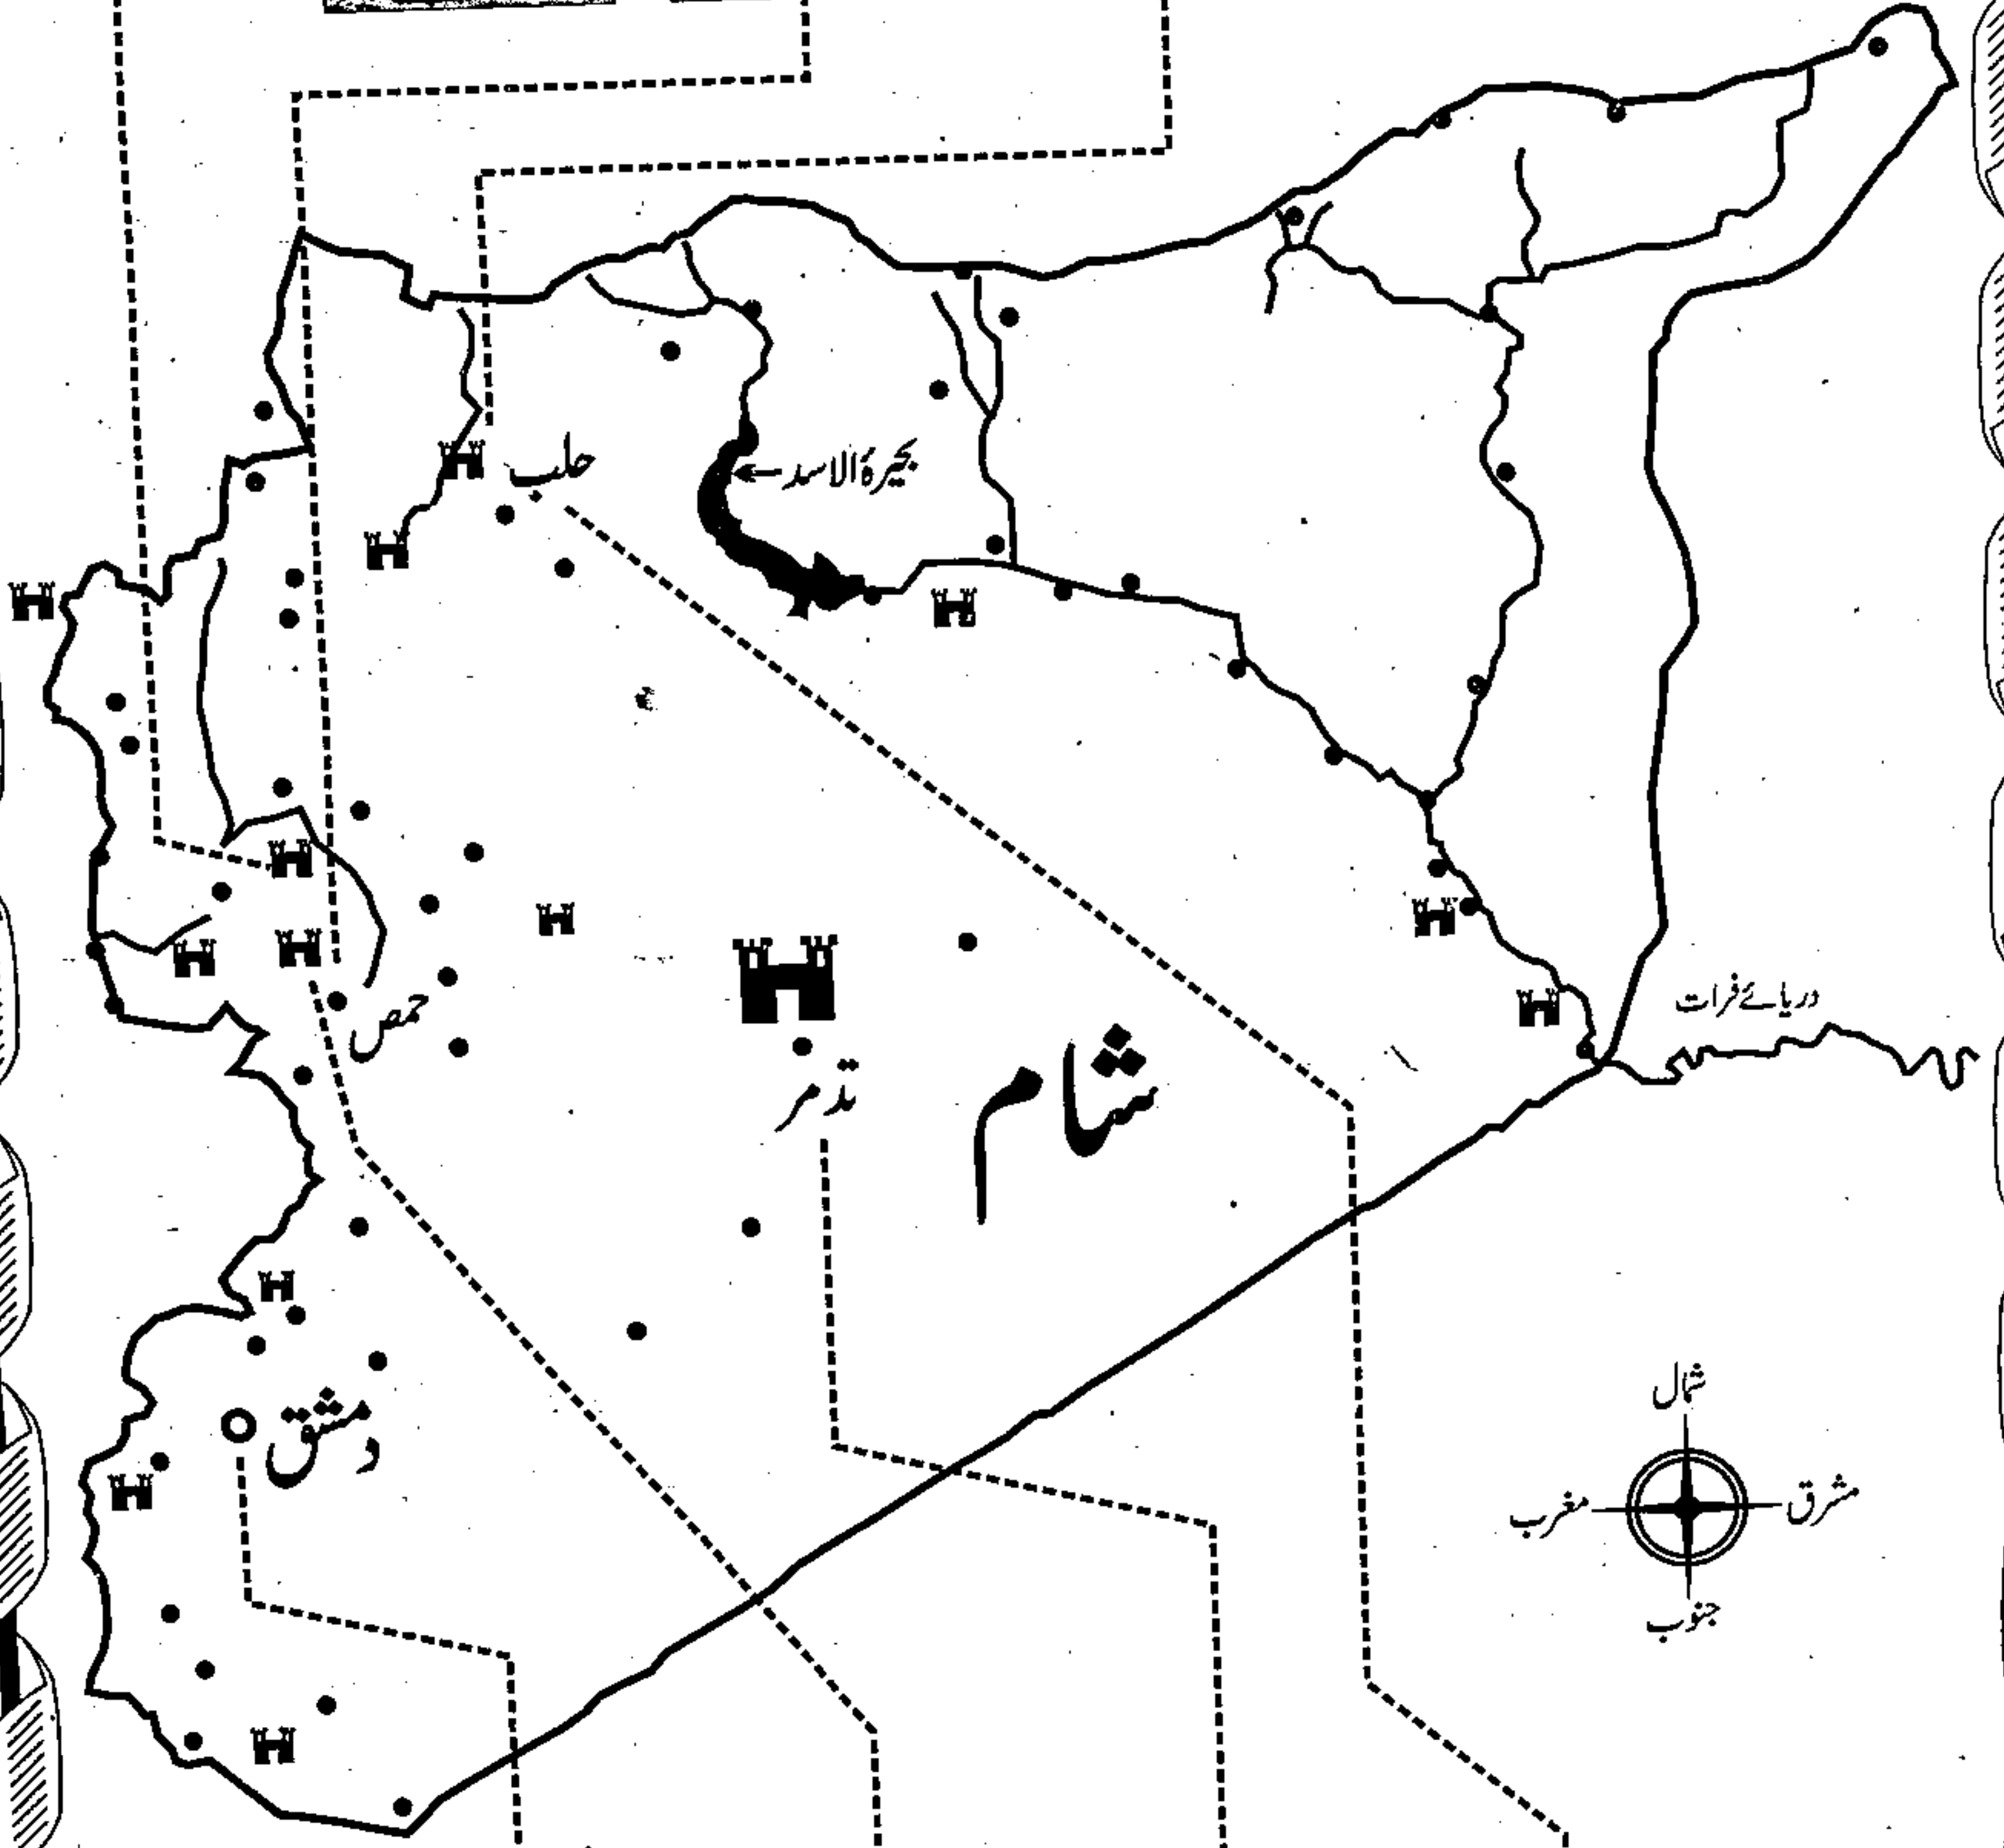 حلب
بحیرۃ الاسد
حمص
دریائے فرات
تدمر
شام
دمشق
شمال
مغرب
مشرق
جنوب